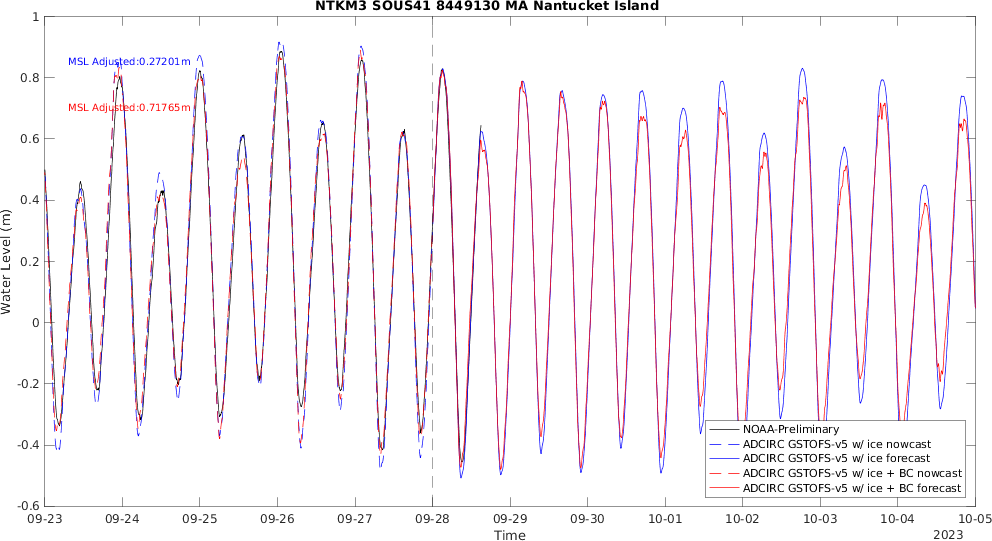 NTKM3 SOUS41 8449130 MA Nantucket Island
MSL Adjusted:0.27201m
MSL Adjusted:0.71765m
Water Level (m)
1
0.8
0.6
0.4
0.2
0
-0.2
-0.4
-0.6
NOAA-Preliminary
ADCIRC GSTOFS-v5 w/ ice nowcast
ADCIRC GSTOFS-v5 w/ ice forecast
ADCIRC GSTOFS-v5 w/ ice + BC nowcast
ADCIRC GSTOFS-v5 w/ ice + BC forecast
09-23 09-24 09-25 09-26 09-27 09-28 09-29 09-30 10-01 10-02 10-03 10-04 10-05
Time
2023